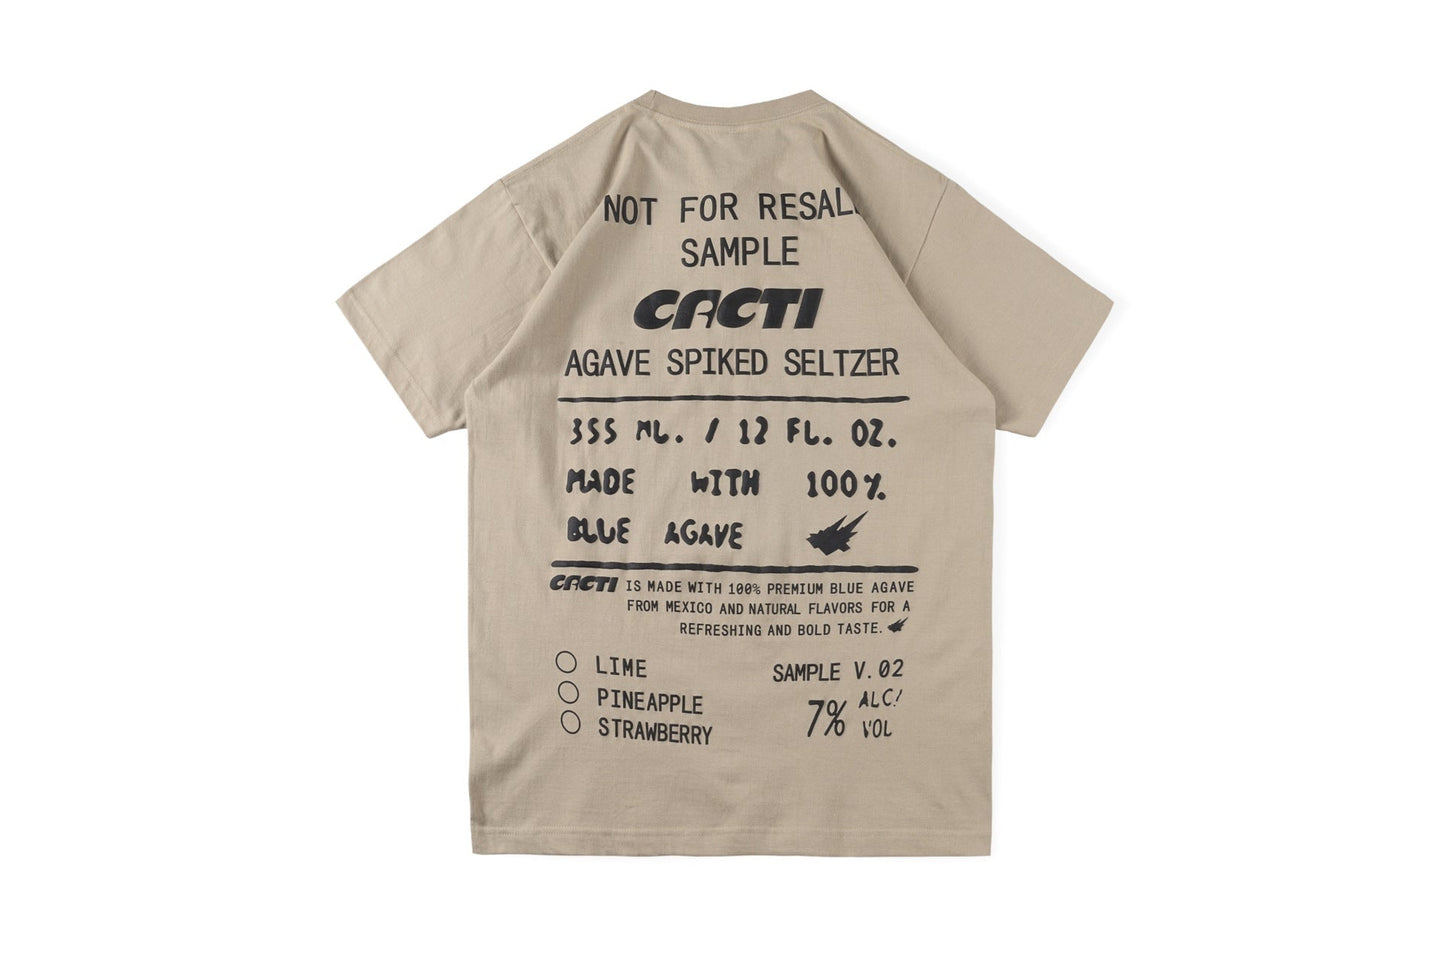 NOT FOR RESALE
SAMPLE
CACTI
AGAVE SPIKED SELTZER
355 ML. / 12 FL. OZ.
MADE WITH 100%
BLUE AGAVE
CACTI IS MADE WITH 100% PREMIUM BLUE AGAVE
FROM MEXICO AND NATURAL FLAVORS FOR A
REFRESHING AND BOLD TASTE.
LIME
PINEAPPLE
STRAWBERRY
SAMPLE V.02
7% ALC/
VOL